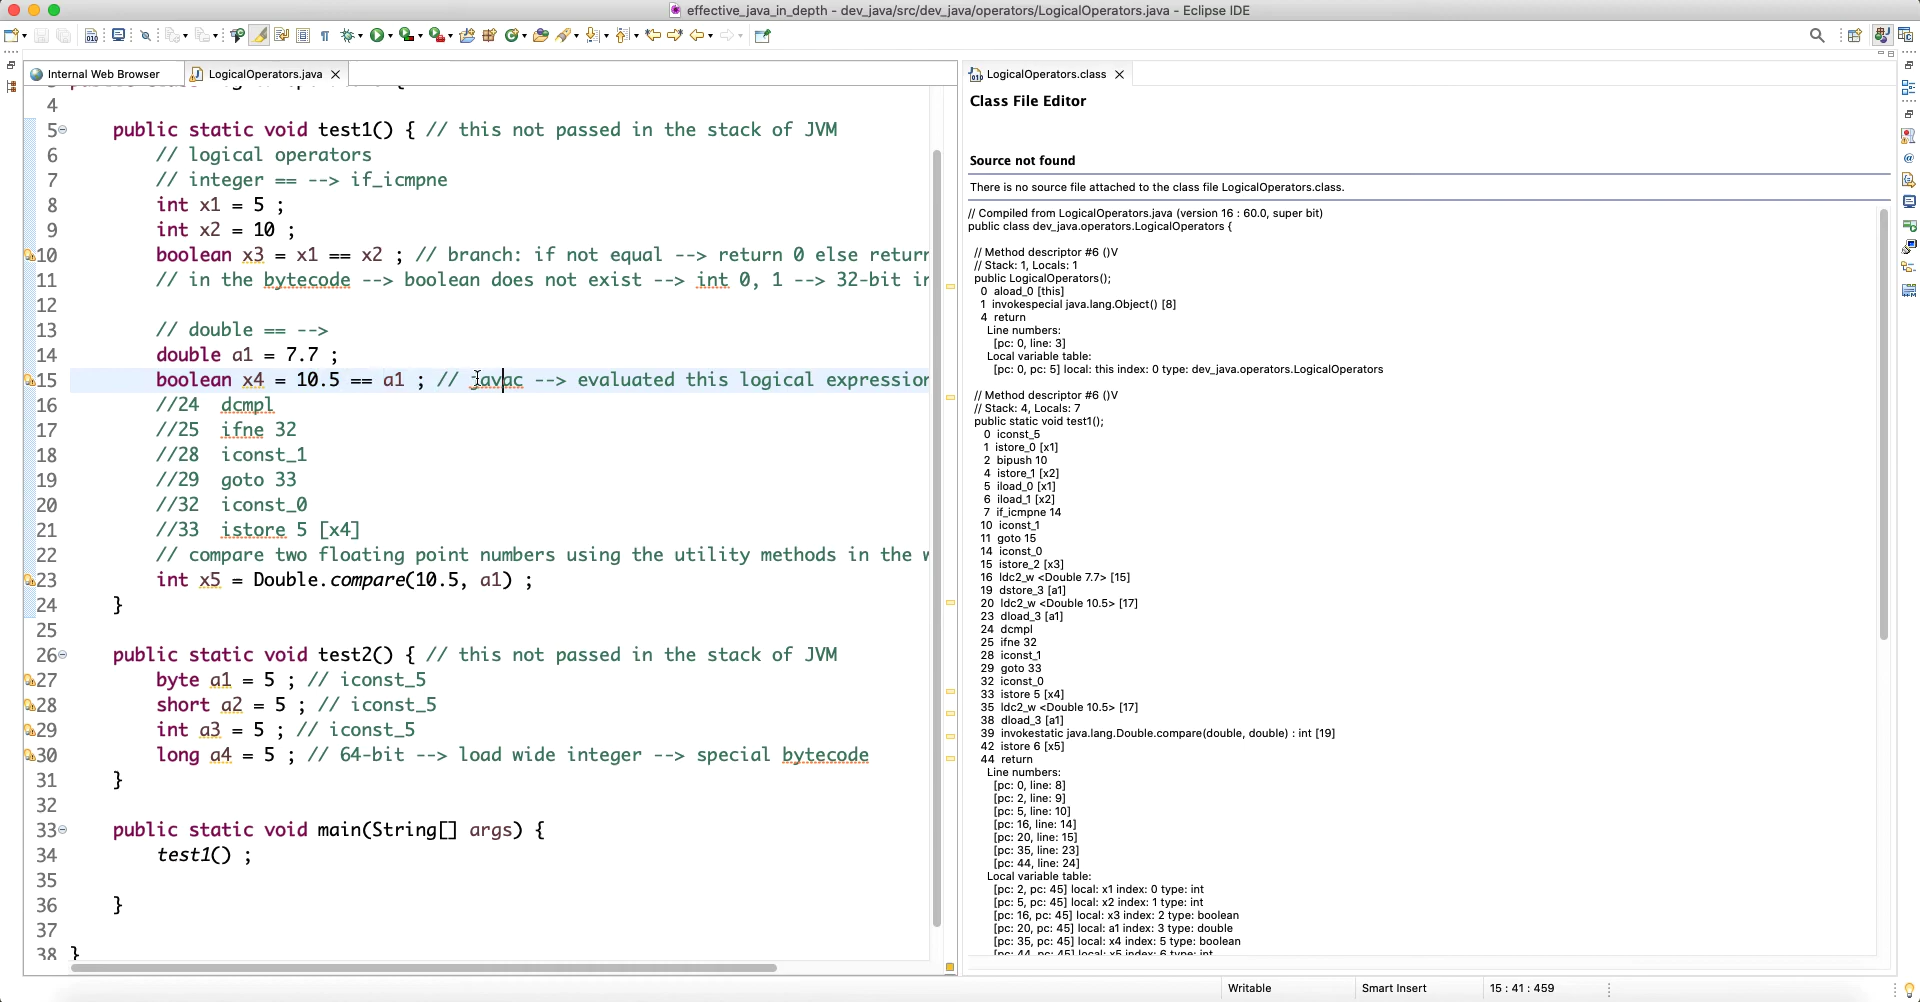 effective_java_in_depth - dev_java/src/dev_java/operators/LogicalOperators.java - Eclipse IDE
Internal Web Browser
LogicalOperators.java
4
5 public static void test1() { // this not passed in the stack of JVM
6 // logical operators
7 // integer == --> if_icmpne
8 int x1 = 5 ;
9 int x2 = 10 ;
10 boolean x3 = x1 == x2 ; // branch: if not equal --> return 0 else return
11 // in the bytecode --> boolean does not exist --> int 0, 1 --> 32-bit in
12
13 // double == -->
14 double a1 = 7.7 ;
15 boolean x4 = 10.5 == a1 ; // javac --> evaluated this logical expression
16 //24 dcmpl
17 //25 ifne 32
18 //28 iconst_1
19 //29 goto 33
20 //32 iconst_0
21 //33 istore 5 [x4]
22 // compare two floating point numbers using the utility methods in the w
23 int x5 = Double.compare(10.5, a1) ;
24 }
25
26 public static void test2() { // this not passed in the stack of JVM
27 byte a1 = 5 ; // iconst_5
28 short a2 = 5 ; // iconst_5
29 int a3 = 5 ; // iconst_5
30 long a4 = 5 ; // 64-bit --> load wide integer --> special bytecode
31 }
32
33 public static void main(String[] args) {
34 test1() ;
35
36 }
37
38 }
LogicalOperators.class
Class File Editor
Source not found
There is no source file attached to the class file LogicalOperators.class.
// Compiled from LogicalOperators.java (version 16 : 60.0, super bit)
public class dev_java.operators.LogicalOperators {
// Method descriptor #6 ()V
// Stack: 1, Locals: 1
public LogicalOperators();
0 aload_0 [this]
1 invokespecial java.lang.Object() [8]
4 return
Line numbers:
[pc: 0, line: 3]
Local variable table:
[pc: 0, pc: 5] local: this index: 0 type: dev_java.operators.LogicalOperators
// Method descriptor #6 ()V
// Stack: 4, Locals: 7
public static void test1();
0 iconst_5
1 istore_0 [x1]
2 bipush 10
4 istore_1 [x2]
5 iload_0 [x1]
6 iload_1 [x2]
7 if_icmpne 14
10 iconst_1
11 goto 15
14 iconst_0
15 istore_2 [x3]
16 ldc2_w <Double 7.7> [15]
19 dstore_3 [a1]
20 ldc2_w <Double 10.5> [17]
23 dload_3 [a1]
24 dcmpl
25 ifne 32
28 iconst_1
29 goto 33
32 iconst_0
33 istore 5 [x4]
35 ldc2_w <Double 10.5> [17]
38 dload_3 [a1]
39 invokestatic java.lang.Double.compare(double, double) : int [19]
42 istore 6 [x5]
44 return
Line numbers:
[pc: 0, line: 8]
[pc: 2, line: 9]
[pc: 5, line: 10]
[pc: 16, line: 14]
[pc: 20, line: 15]
[pc: 35, line: 23]
[pc: 44, line: 24]
Local variable table:
[pc: 2, pc: 45] local: x1 index: 0 type: int
[pc: 5, pc: 45] local: x2 index: 1 type: int
[pc: 16, pc: 45] local: x3 index: 2 type: boolean
[pc: 20, pc: 45] local: a1 index: 3 type: double
[pc: 35, pc: 45] local: x4 index: 5 type: boolean
[pc: 44, pc: 45] local: x5 index: 6 type: int
Writable
Smart Insert
15 : 41 : 459